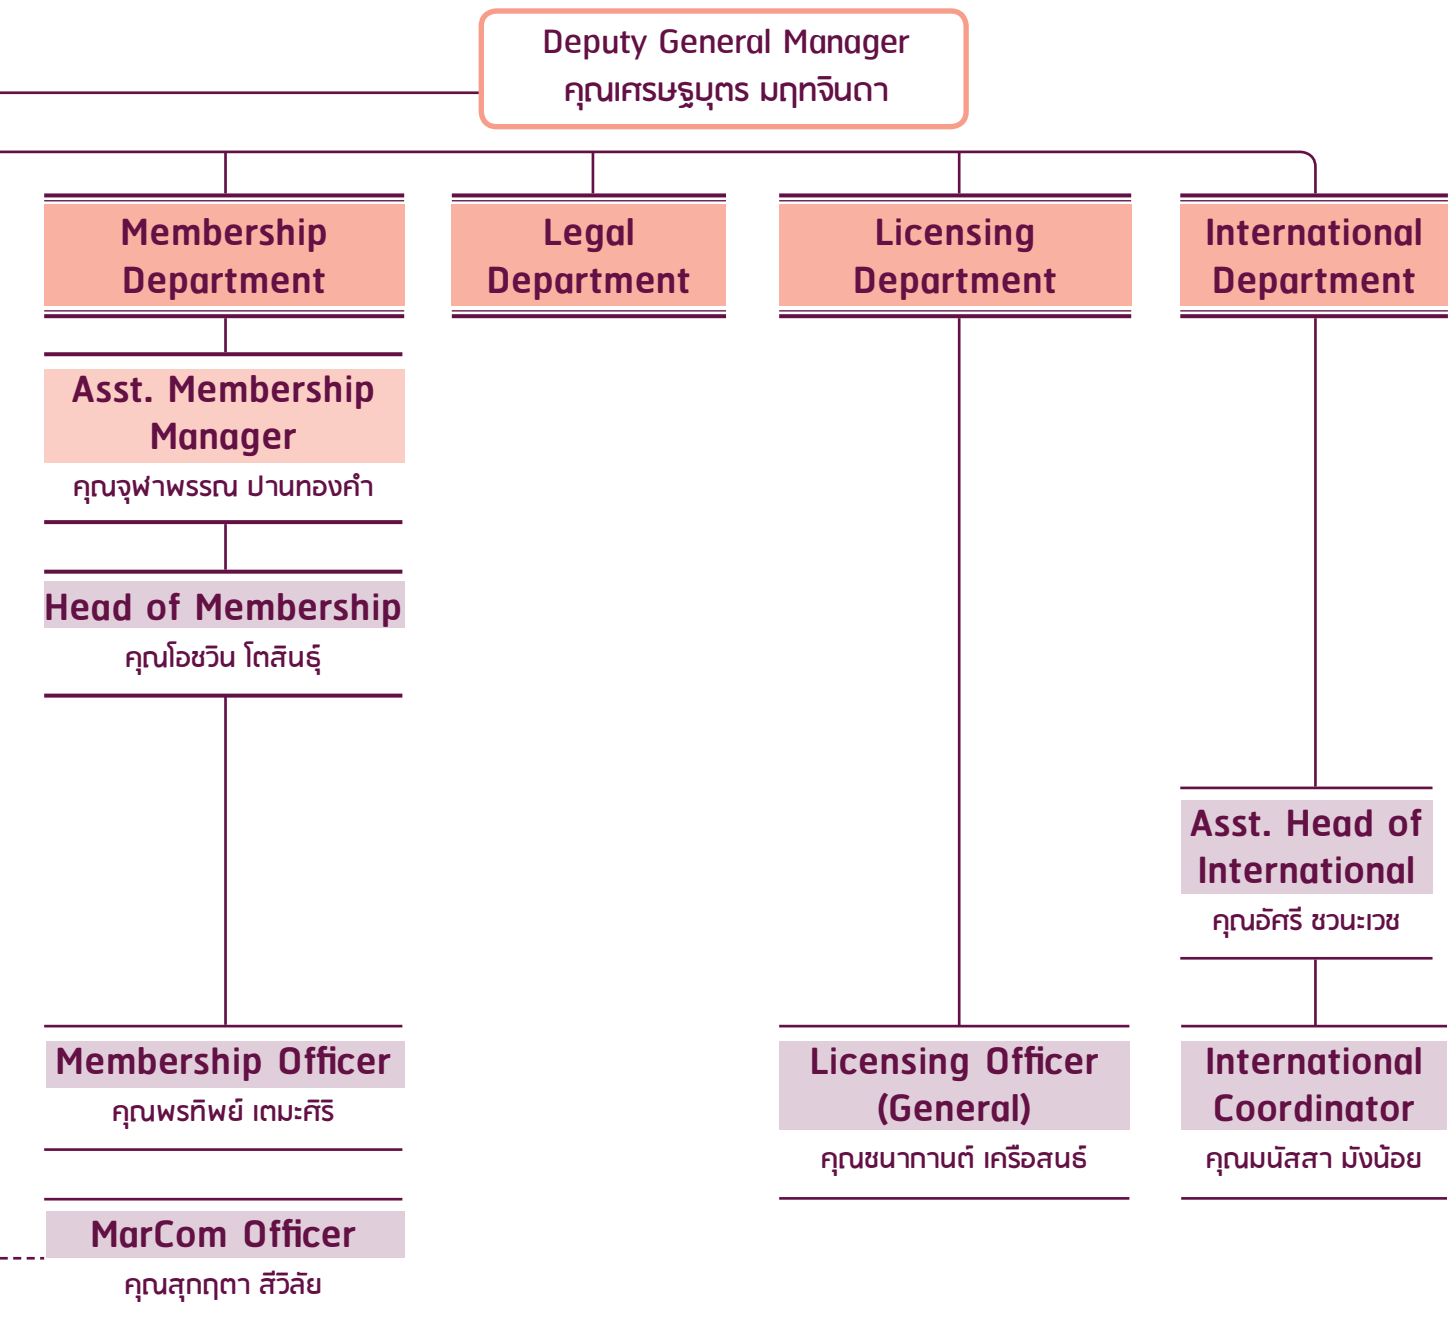 Deputy General Manager
คุณเศรษฐบุตร มฤทจินดา
Membership
Department
Legal
Department
Licensing
Department
International
Department
Asst. Membership
Manager
คุณจุฬาพรรณ ปานทองคำ
Head of Membership
คุณโอชวิน โตสินธุ์
Asst. Head of
International
คุณอัศรี ชวนะเวช
Membership Officer
คุณพรทิพย์ เตมะศิริ
Licensing Officer
(General)
คุณชนากานต์ เครือสนธ์
International
Coordinator
คุณมนัสสา มังน้อย
MarCom Officer
คุณสุกฤตา สีวิลัย